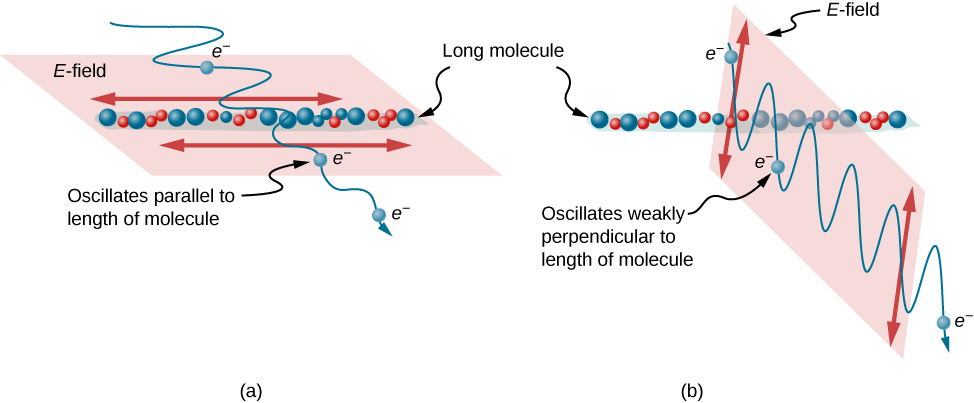 E-field
e⁻
Long molecule
e⁻
Oscillates parallel to
length of molecule
e⁻
(a)
E-field
e⁻
e⁻
Oscillates weakly
perpendicular to
length of molecule
e⁻
(b)